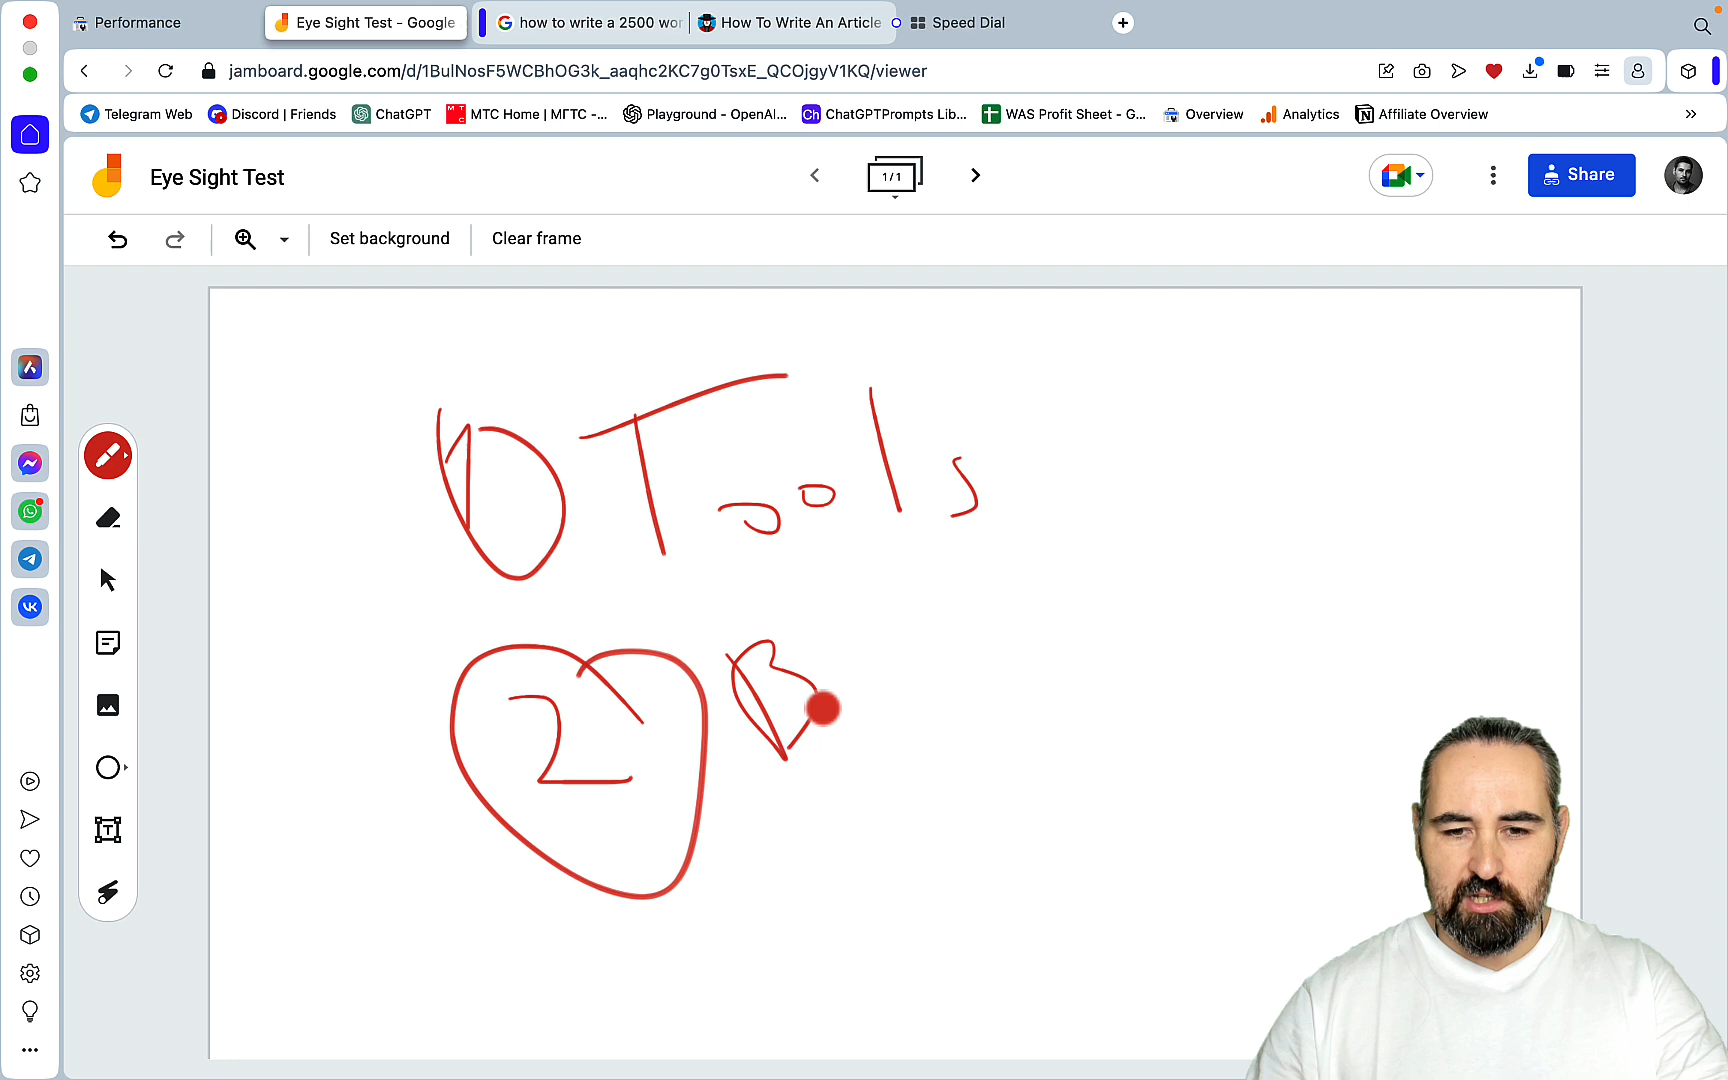 Performance
Eye Sight Test - Google
how to write a 2500 wor
How To Write An Article
Speed Dial
jamboard.google.com/d/1BulNosF5WCBhOG3k_aaqhc2KC7g0TsxE_QCOjgyV1KQ/viewer
Telegram Web
Discord | Friends
ChatGPT
МТС Home | МГТС -...
Playground - OpenAI...
Ch
ChatGPTPrompts Lib...
WAS Profit Sheet - G...
Overview
Analytics
Affiliate Overview
Eye Sight Test
1/1
Share
Set background
Clear frame
1 Tools
2 B